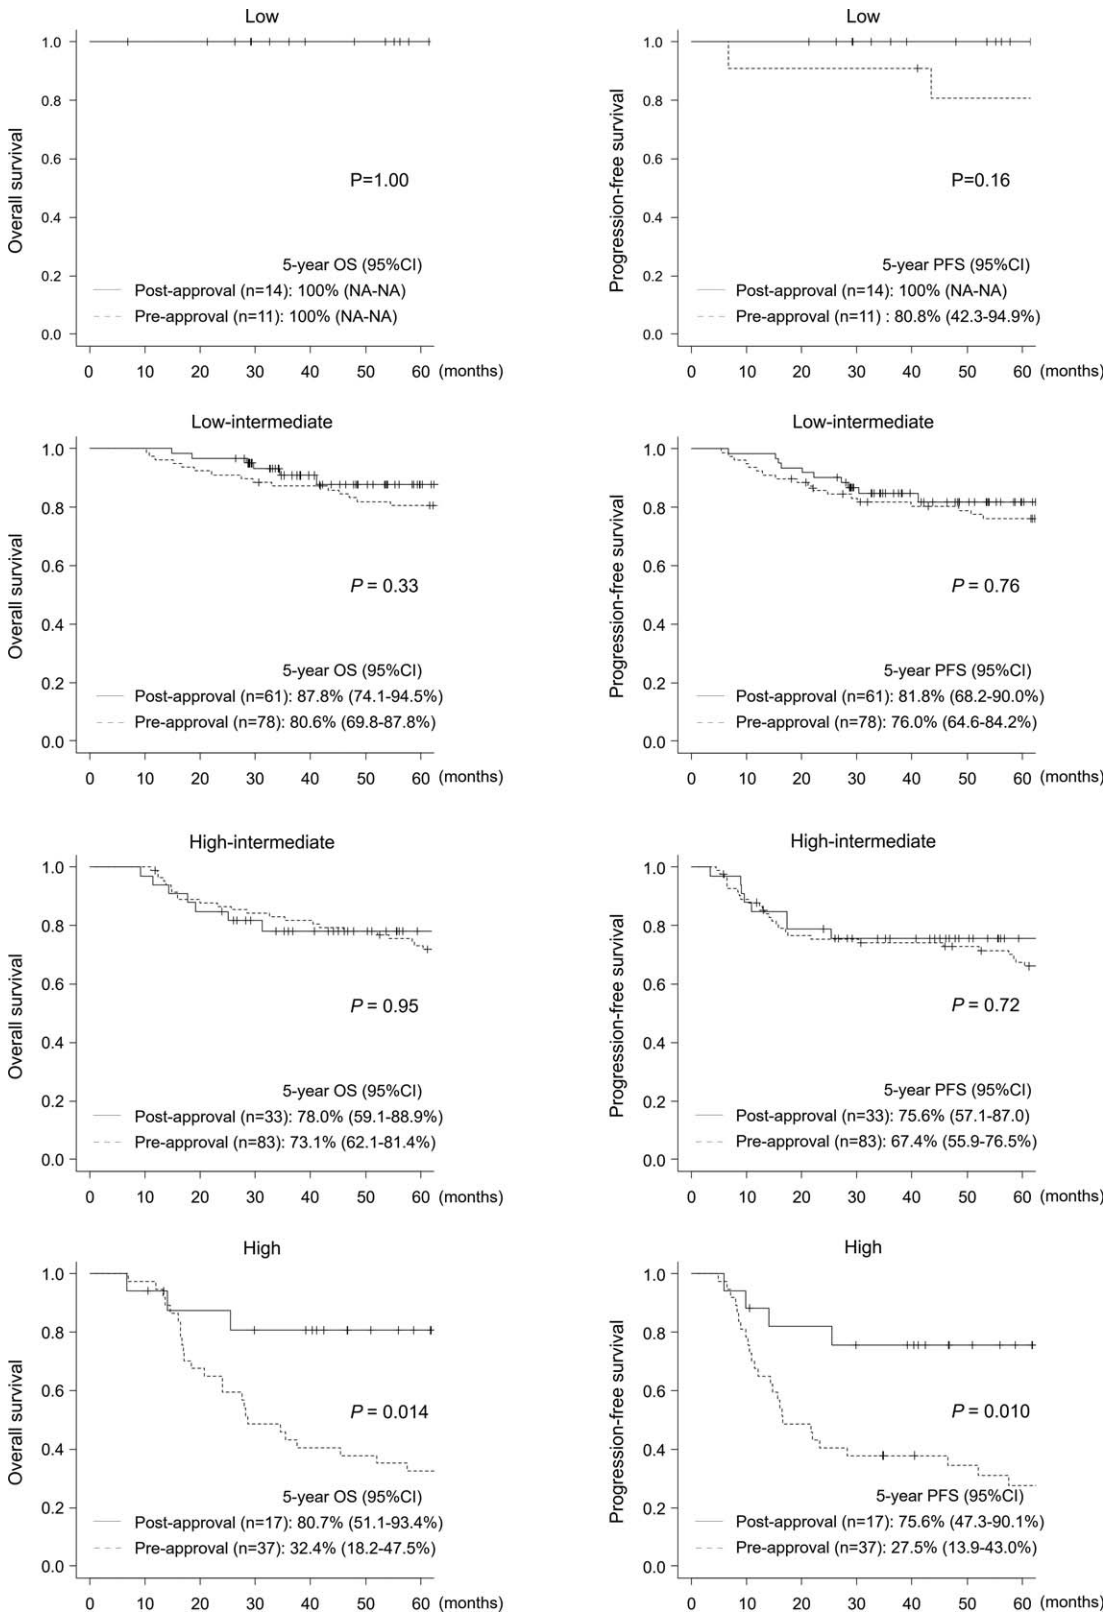 Low
Overall survival
1.0
0.8
0.6
0.4
0.2
0.0
P=1.00
5-year OS (95%CI)
Post-approval (n=14): 100% (NA-NA)
Pre-approval (n=11): 100% (NA-NA)
0 10 20 30 40 50 60 (months)
Low
Progression-free survival
1.0
0.8
0.6
0.4
0.2
0.0
P=0.16
5-year PFS (95%CI)
Post-approval (n=14): 100% (NA-NA)
Pre-approval (n=11) : 80.8% (42.3-94.9%)
0 10 20 30 40 50 60 (months)
Low-intermediate
Overall survival
1.0
0.8
0.6
0.4
0.2
0.0
P = 0.33
5-year OS (95%CI)
Post-approval (n=61): 87.8% (74.1-94.5%)
Pre-approval (n=78): 80.6% (69.8-87.8%)
0 10 20 30 40 50 60 (months)
Low-intermediate
Progression-free survival
1.0
0.8
0.6
0.4
0.2
0.0
P = 0.76
5-year PFS (95%CI)
Post-approval (n=61): 81.8% (68.2-90.0%)
Pre-approval (n=78): 76.0% (64.6-84.2%)
0 10 20 30 40 50 60 (months)
High-intermediate
Overall survival
1.0
0.8
0.6
0.4
0.2
0.0
P = 0.95
5-year OS (95%CI)
Post-approval (n=33): 78.0% (59.1-88.9%)
Pre-approval (n=83): 73.1% (62.1-81.4%)
0 10 20 30 40 50 60 (months)
High-intermediate
Progression-free survival
1.0
0.8
0.6
0.4
0.2
0.0
P = 0.72
5-year PFS (95%CI)
Post-approval (n=33): 75.6% (57.1-87.0)
Pre-approval (n=83): 67.4% (55.9-76.5%)
0 10 20 30 40 50 60 (months)
High
Overall survival
1.0
0.8
0.6
0.4
0.2
0.0
P = 0.014
5-year OS (95%CI)
Post-approval (n=17): 80.7% (51.1-93.4%)
Pre-approval (n=37): 32.4% (18.2-47.5%)
0 10 20 30 40 50 60 (months)
High
Progression-free survival
1.0
0.8
0.6
0.4
0.2
0.0
P = 0.010
5-year PFS (95%CI)
Post-approval (n=17): 75.6% (47.3-90.1%)
Pre-approval (n=37): 27.5% (13.9-43.0%)
0 10 20 30 40 50 60 (months)